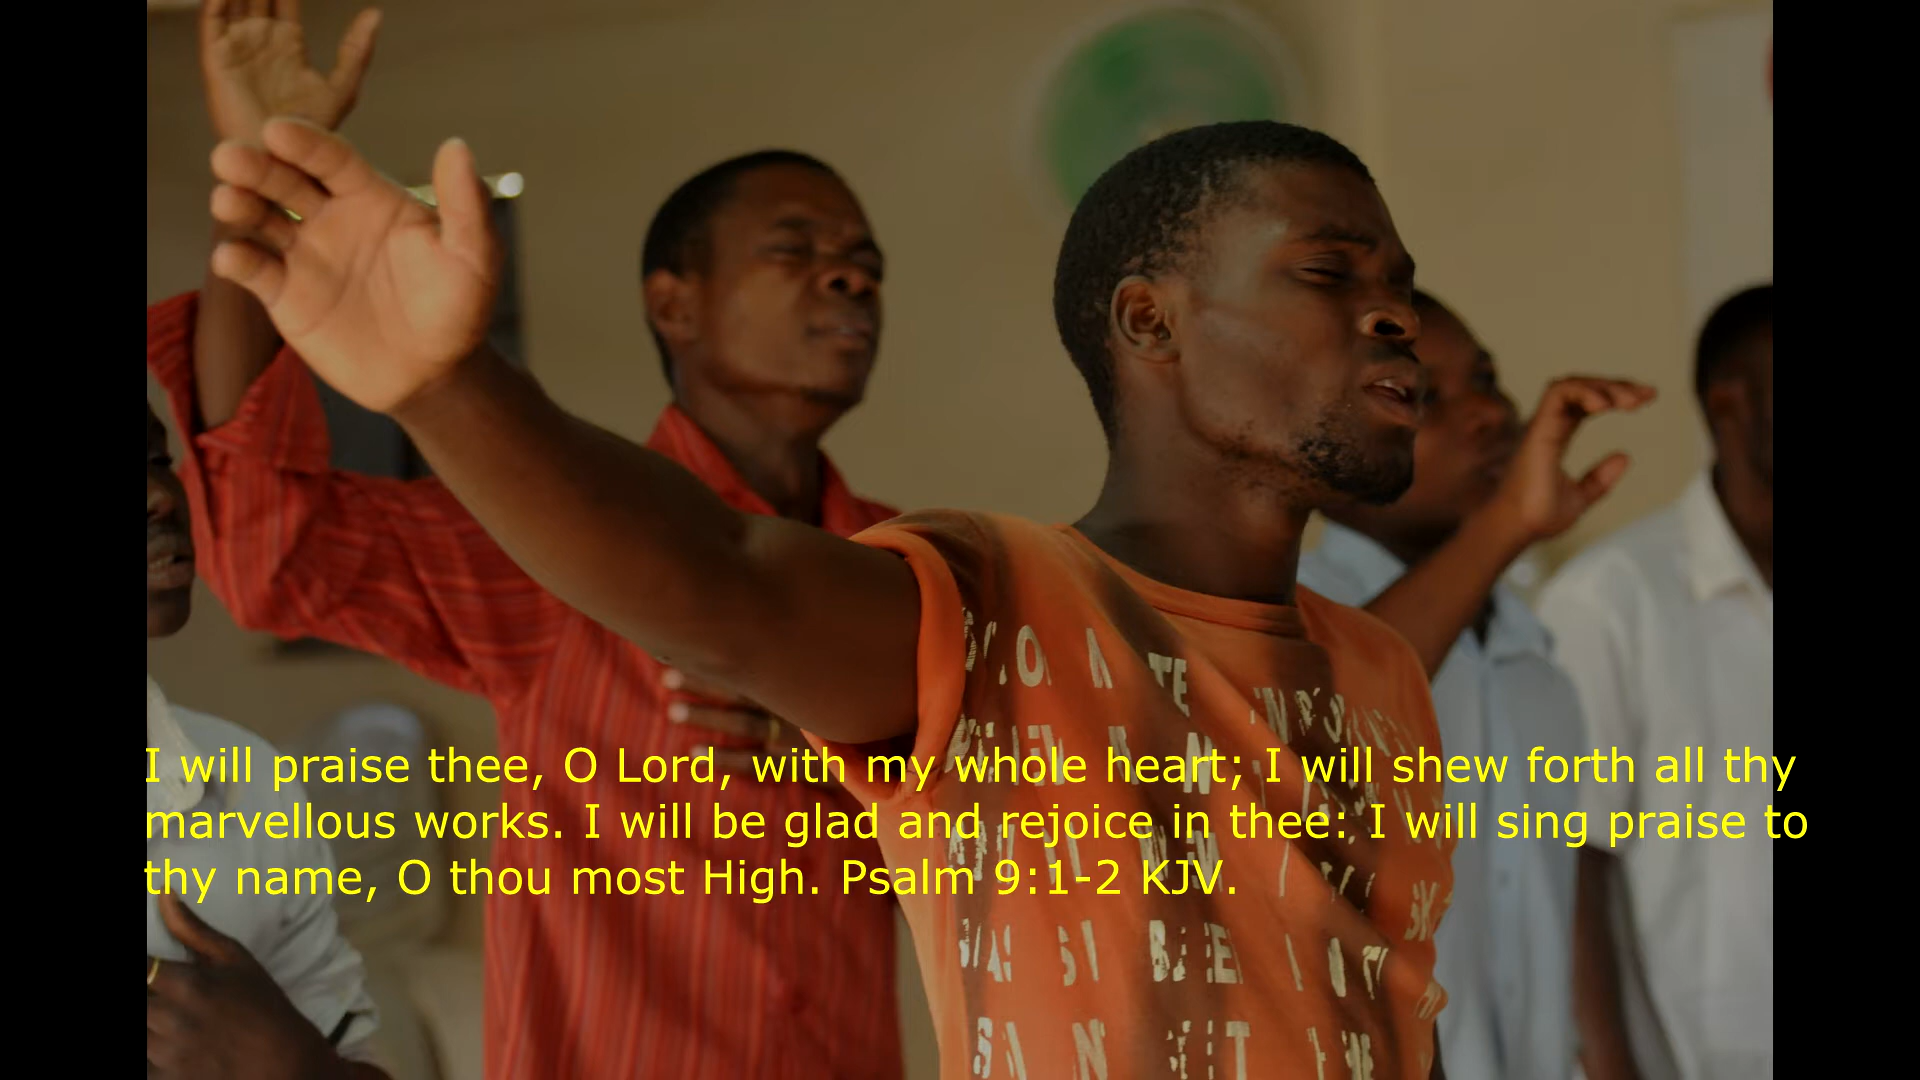 I will praise thee, O Lord, with my whole heart; I will shew forth all thy
marvellous works. I will be glad and rejoice in thee: I will sing praise to
thy name, O thou most High. Psalm 9:1-2 KJV.